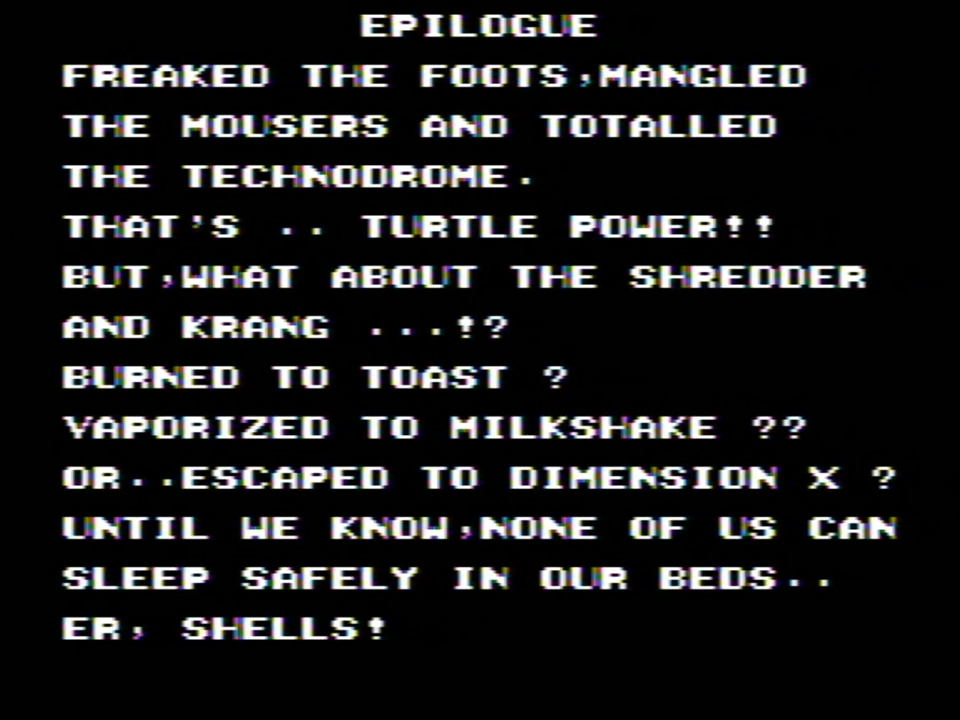 EPILOGUE
FREAKED THE FOOTS,MANGLED
THE MOUSERS AND TOTALLED
THE TECHNODROME.
THAT'S .. TURTLE POWER!!
BUT,WHAT ABOUT THE SHREDDER
AND KRANG ...!?
BURNED TO TOAST ?
VAPORIZED TO MILKSHAKE ??
OR..ESCAPED TO DIMENSION X ?
UNTIL WE KNOW,NONE OF US CAN
SLEEP SAFELY IN OUR BEDS..
ER, SHELLS!